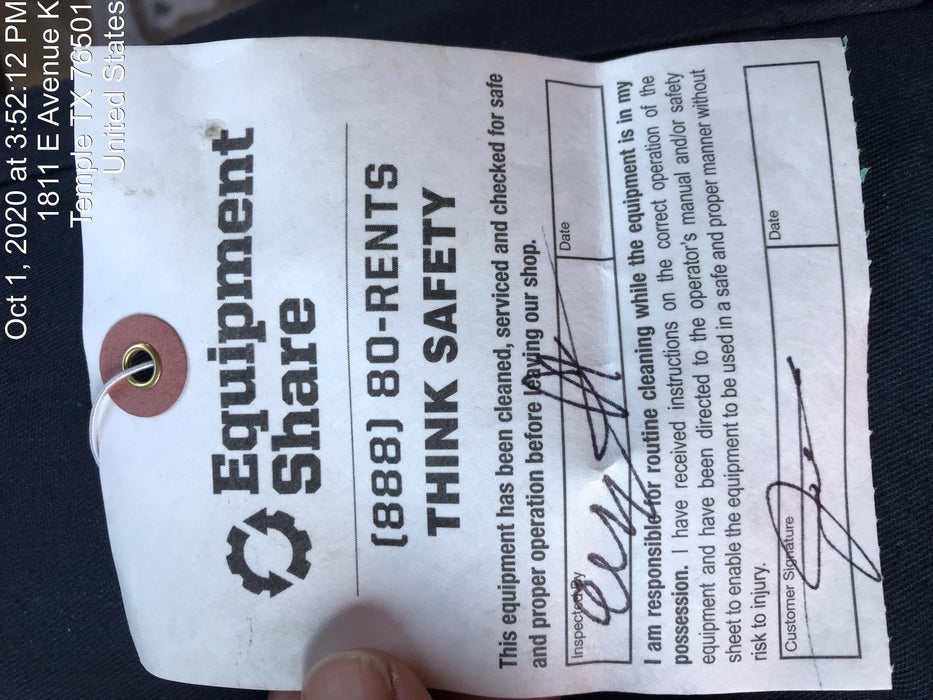 Oct 1, 2020 at 3:52:12 PM
1811 E Avenue K
Temple TX 76501
United States
Equipment
Share
(888) 80-RENTS
THINK SAFETY
This equipment has been cleaned, serviced and checked for safe
and proper operation before leaving our shop.
Inspected By
Date
I am responsible for routine cleaning while the equipment is in my
possession. I have received instructions on the correct operation of the
equipment and have been directed to the operator's manual and/or safety
sheet to enable the equipment to be used in a safe and proper manner without
risk to injury.
Customer Signature
Date